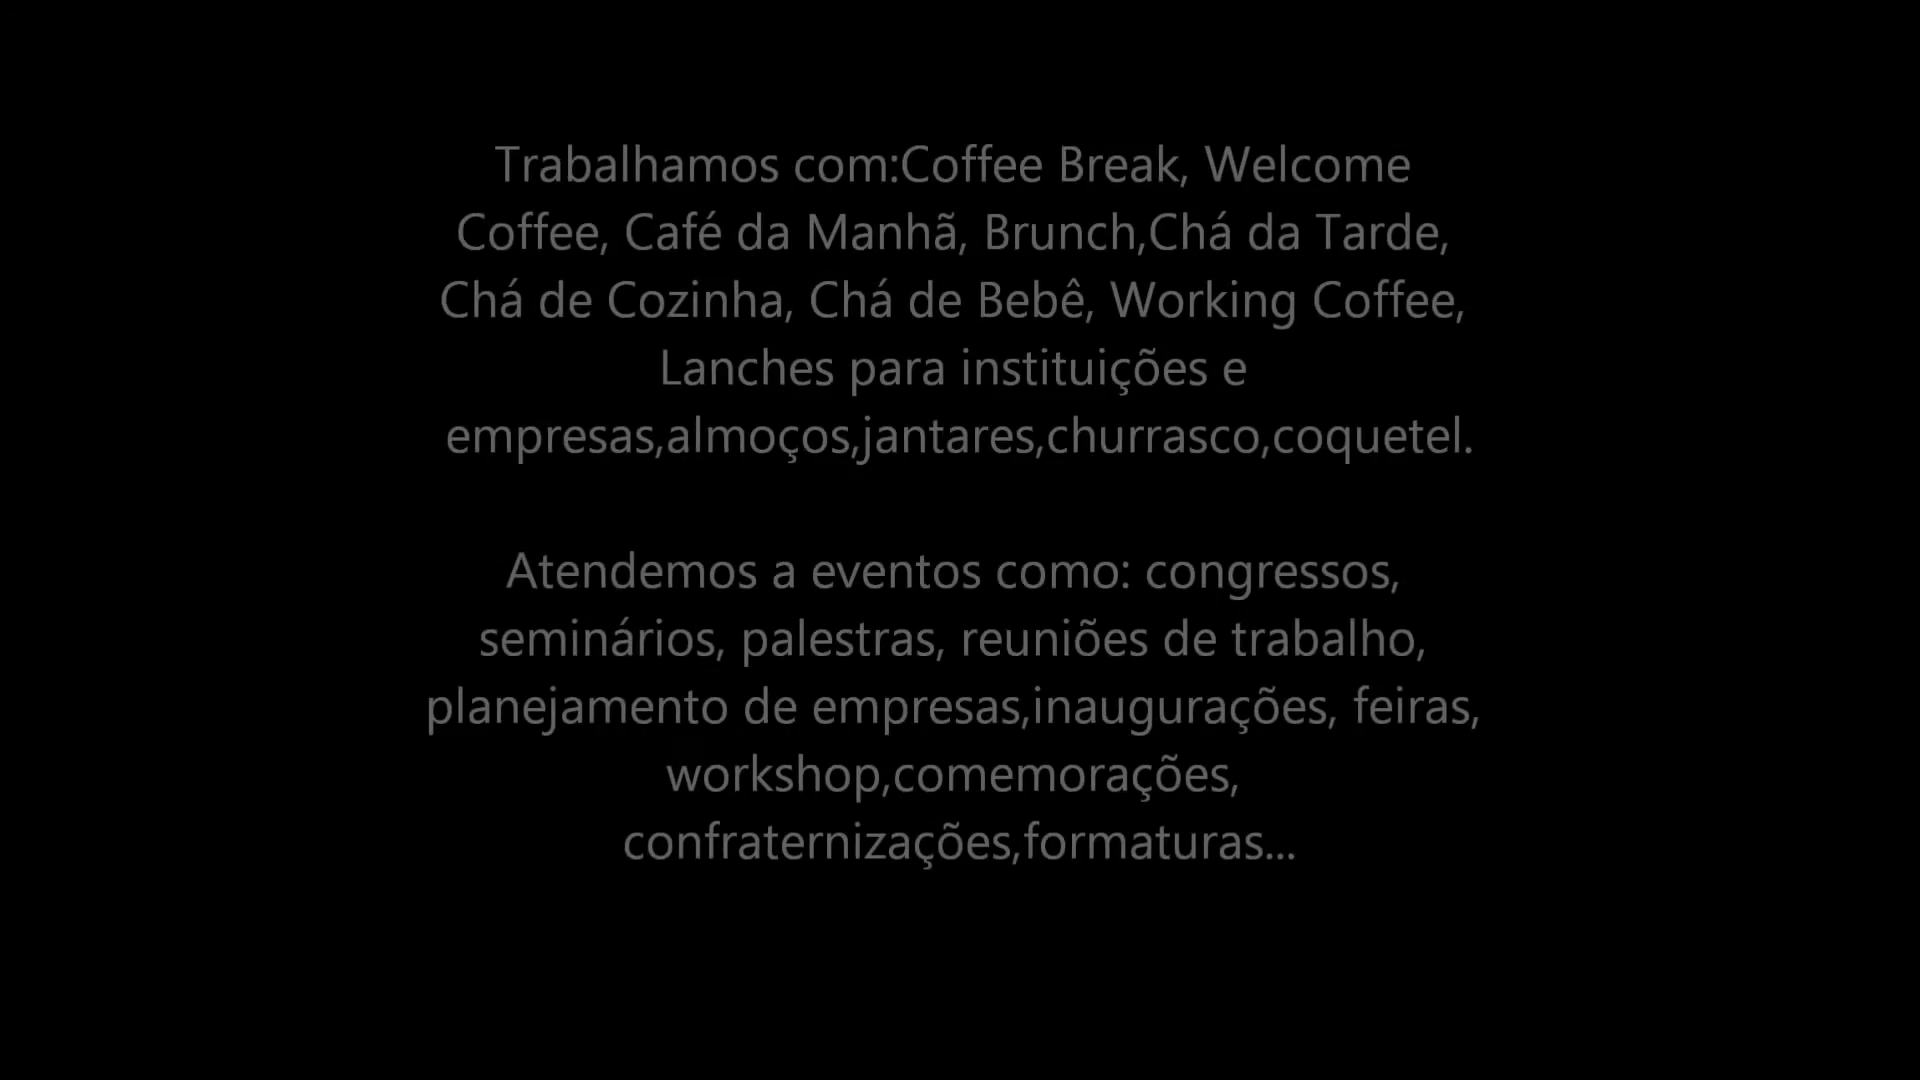 Trabalhamos com:Coffee Break, Welcome
Coffee, Café da Manhã, Brunch,Chá da Tarde,
Chá de Cozinha, Chá de Bebê, Working Coffee,
Lanches para instituições e
empresas,almoços,jantares,churrasco,coquetel.
Atendemos a eventos como: congressos,
seminários, palestras, reuniões de trabalho,
planejamento de empresas,inaugurações, feiras,
workshop,comemorações,
confraternizações,formaturas...